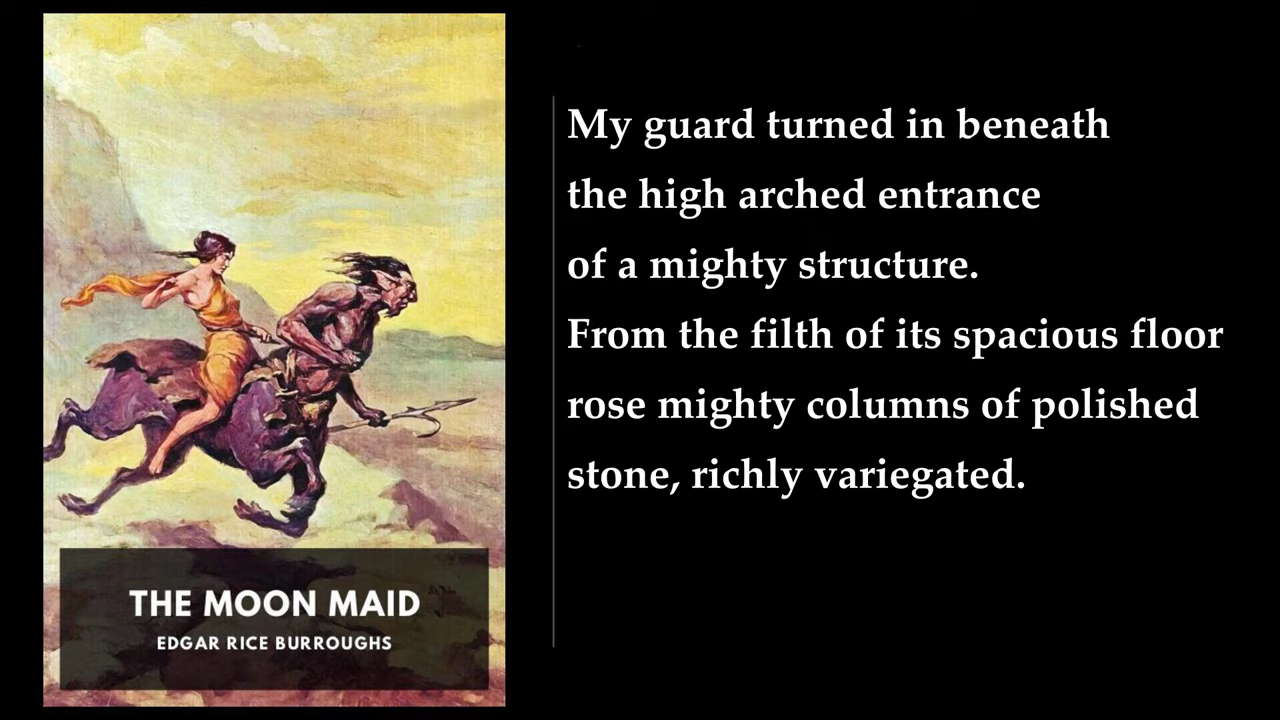 My guard turned in beneath
the high arched entrance
of a mighty structure.
From the filth of its spacious floor
rose mighty columns of polished
stone, richly variegated.
THE MOON MAID
EDGAR RICE BURROUGHS